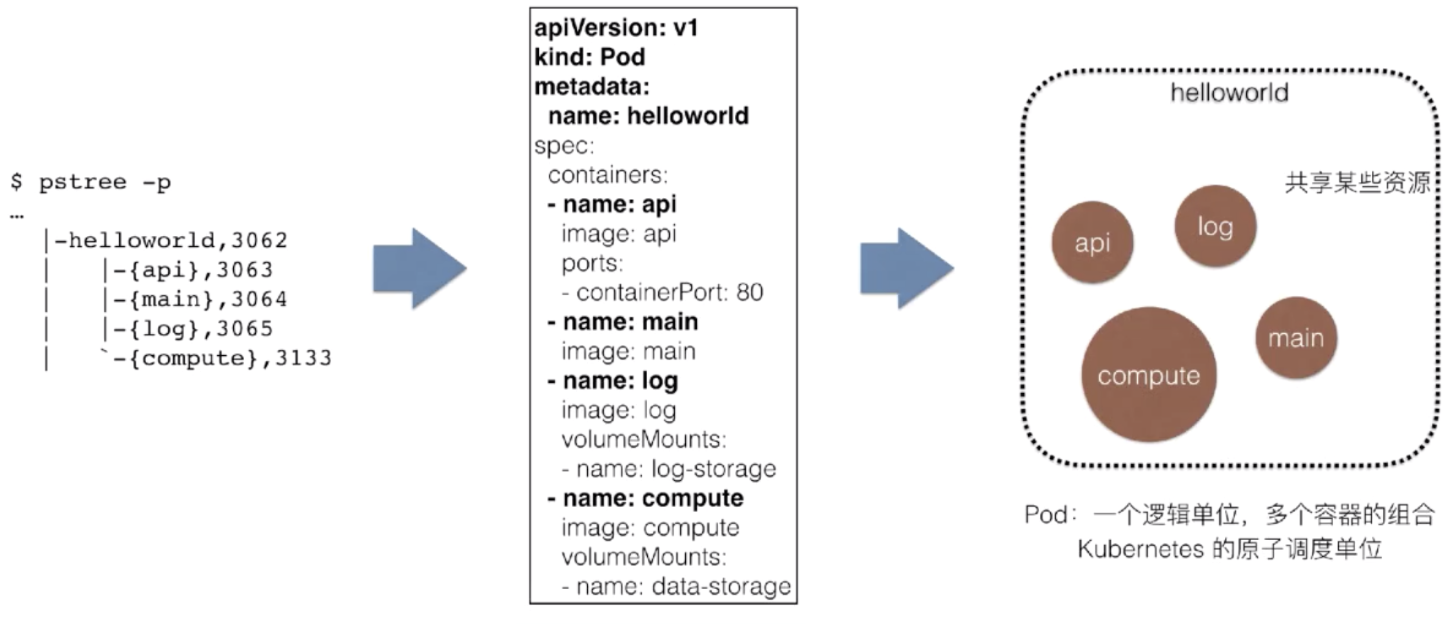 $ pstree -p
…
|-helloworld,3062
| |-{api},3063
| |-{main},3064
| |-{log},3065
| `-{compute},3133
apiVersion: v1
kind: Pod
metadata:
name: helloworld
spec:
containers:
- name: api
image: api
ports:
- containerPort: 80
- name: main
image: main
- name: log
image: log
volumeMounts:
- name: log-storage
- name: compute
image: compute
volumeMounts:
- name: data-storage
helloworld
共享某些资源
api
log
main
compute
Pod：一个逻辑单位，多个容器的组合
Kubernetes 的原子调度单位